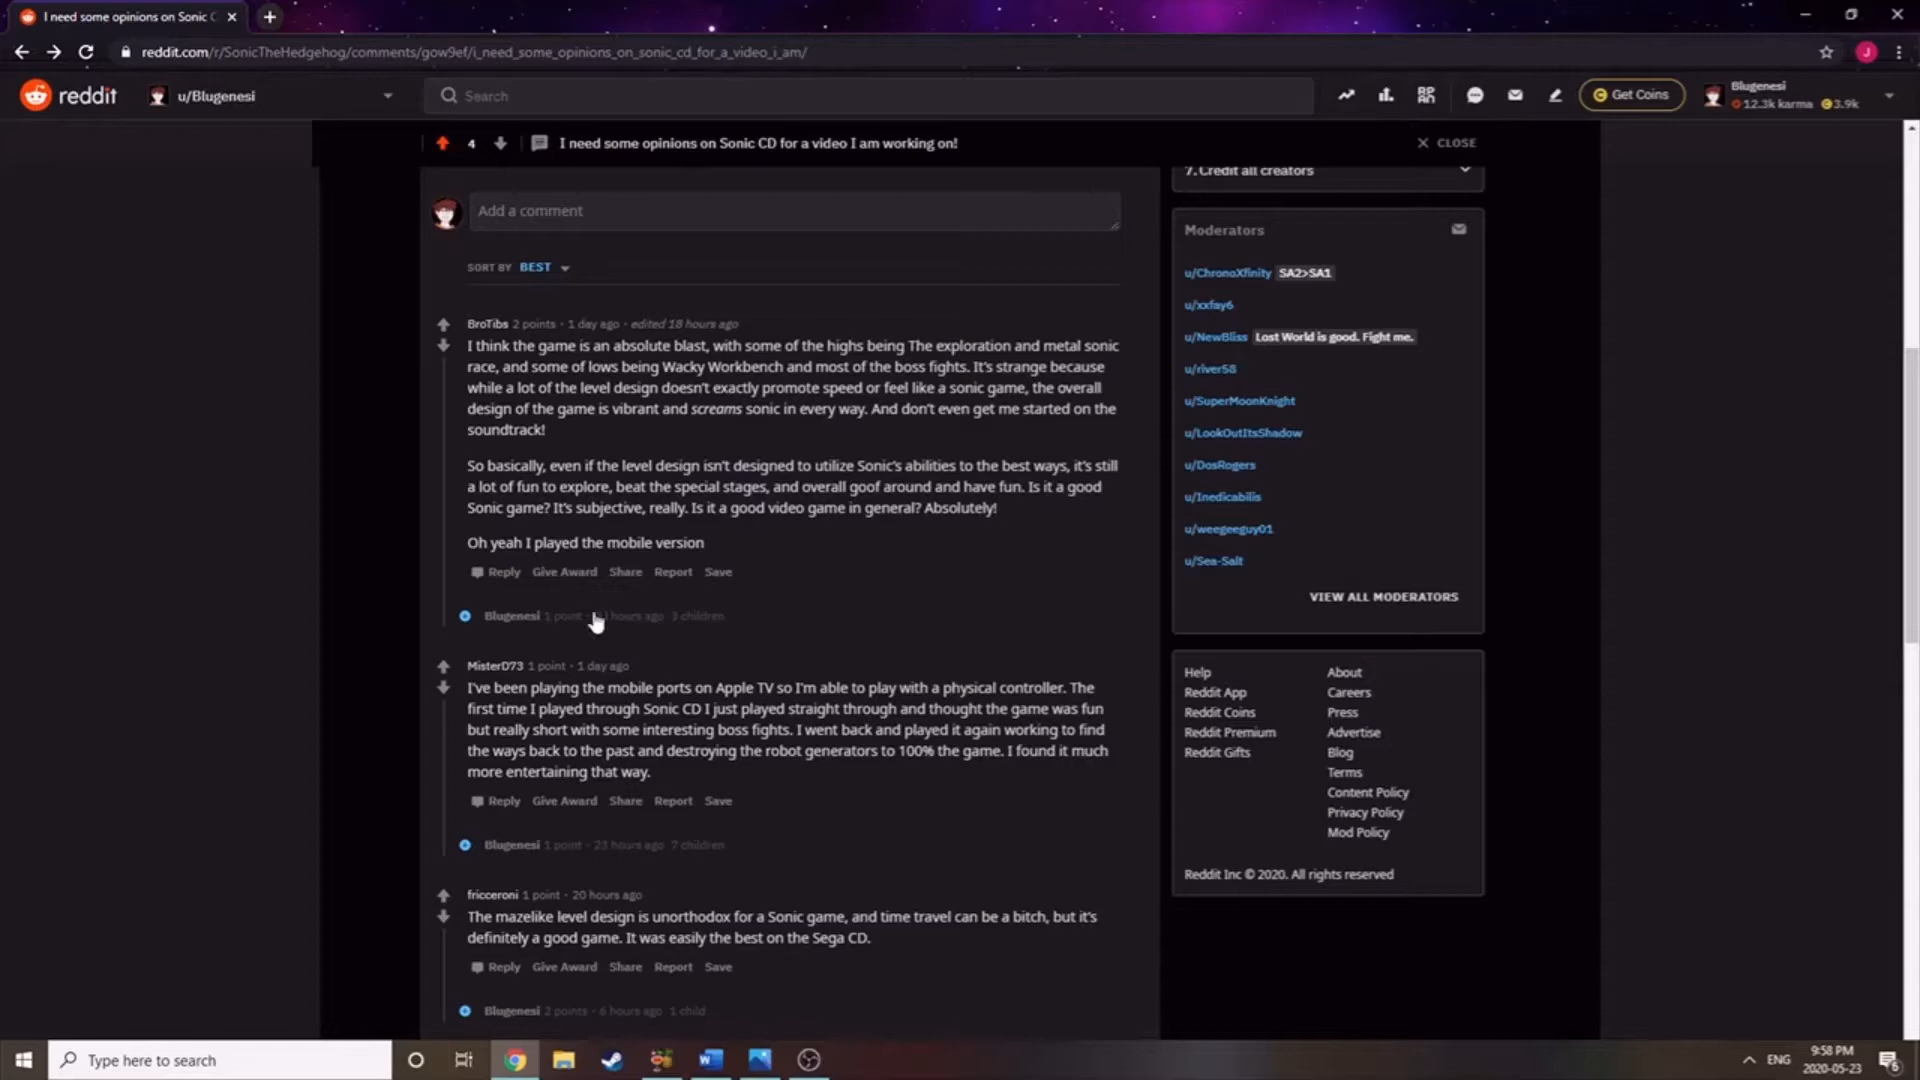 I need some opinions on Sonic C
reddit.com/r/SonicTheHedgehog/comments/gow9ef/i_need_some_opinions_on_sonic_cd_for_a_video_i_am/
J
reddit
u/Blugenesi
Search
Get Coins
Blugenesi
12.3k karma 3.9k
4
I need some opinions on Sonic CD for a video I am working on!
CLOSE
Add a comment
SORT BY BEST
BroTibs 2 points · 1 day ago · edited 18 hours ago
I think the game is an absolute blast, with some of the highs being The exploration and metal sonic
race, and some of lows being Wacky Workbench and most of the boss fights. It's strange because
while a lot of the level design doesn't exactly promote speed or feel like a sonic game, the overall
design of the game is vibrant and screams sonic in every way. And don't even get me started on the
soundtrack!
So basically, even if the level design isn't designed to utilize Sonic's abilities to the best ways, it's still
a lot of fun to explore, beat the special stages, and overall goof around and have fun. Is it a good
Sonic game? It's subjective, really. Is it a good video game in general? Absolutely!
Oh yeah I played the mobile version
Reply Give Award Share Report Save
Blugenesi 1 point · hours ago 3 children
MisterD73 1 point · 1 day ago
I've been playing the mobile ports on Apple TV so I'm able to play with a physical controller. The
first time I played through Sonic CD I just played straight through and thought the game was fun
but really short with some interesting boss fights. I went back and played it again working to find
the ways back to the past and destroying the robot generators to 100% the game. I found it much
more entertaining that way.
Reply Give Award Share Report Save
Blugenesi 1 point · 23 hours ago 7 children
fricceroni 1 point · 20 hours ago
The mazelike level design is unorthodox for a Sonic game, and time travel can be a bitch, but it's
definitely a good game. It was easily the best on the Sega CD.
Reply Give Award Share Report Save
Blugenesi 2 points · 6 hours ago 1 child
7. Credit all creators
Moderators
u/ChronoXfinity SA2>SA1
u/xxfay6
u/NewBliss Lost World is good. Fight me.
u/river58
u/SuperMoonKnight
u/LookOutItsShadow
u/DosRogers
u/Inedicabilis
u/weegeeguy01
u/Sea-Salt
VIEW ALL MODERATORS
Help About
Reddit App Careers
Reddit Coins Press
Reddit Premium Advertise
Reddit Gifts Blog
Terms
Content Policy
Privacy Policy
Mod Policy
Reddit Inc © 2020. All rights reserved
Type here to search
ENG
9:58 PM
2020-05-23
6